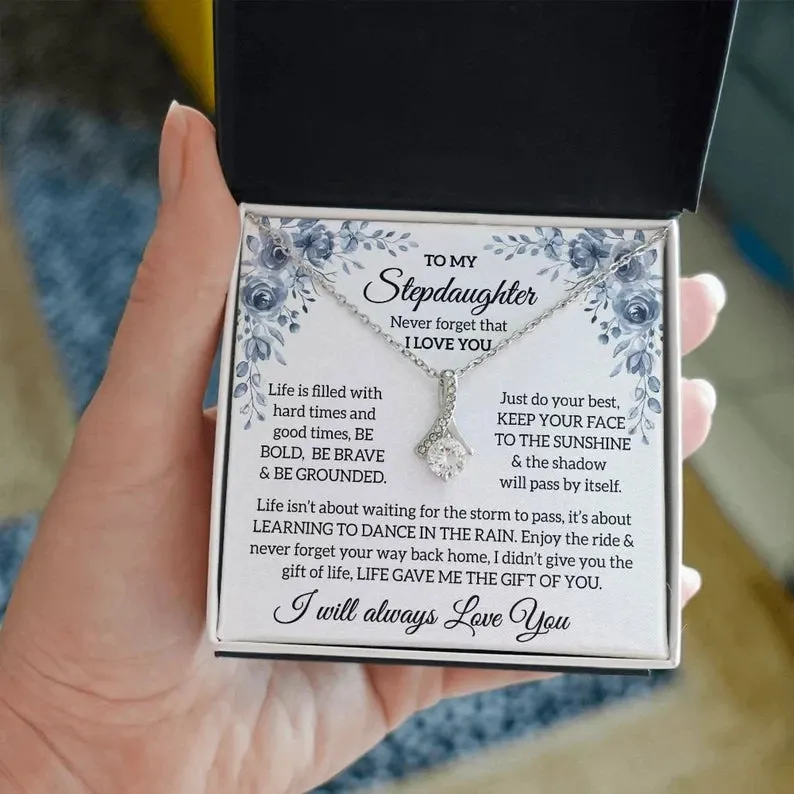 TO MY
Stepdaughter
Never forget that
I LOVE YOU
Life is filled with
hard times and
good times, BE
BOLD, BE BRAVE
& BE GROUNDED.
Just do your best,
KEEP YOUR FACE
TO THE SUNSHINE
& the shadow
will pass by itself.
Life isn't about waiting for the storm to pass, it's about
LEARNING TO DANCE IN THE RAIN. Enjoy the ride &
never forget your way back home, I didn't give you the
gift of life, LIFE GAVE ME THE GIFT OF YOU.
I will always Love You